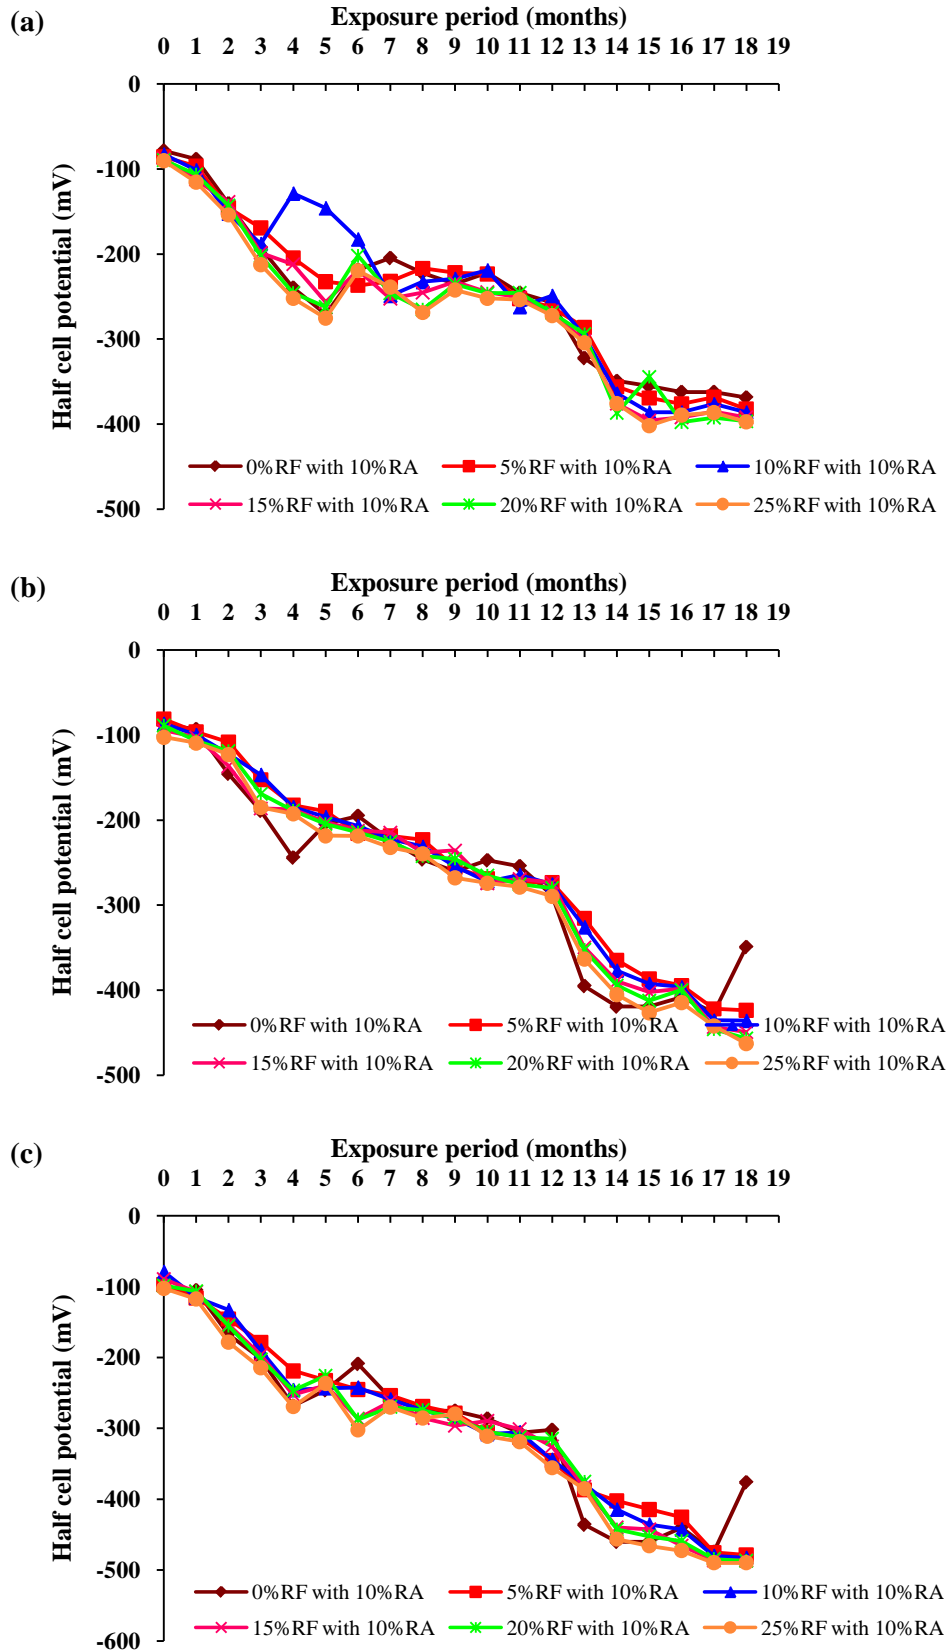 (a)
Exposure period (months)
0 1 2 3 4 5 6 7 8 9 10 11 12 13 14 15 16 17 18 19
0
-100
-200
-300
-400
-500
Half cell potential (mV)
0%RF with 10%RA 5%RF with 10%RA 10%RF with 10%RA
15%RF with 10%RA 20%RF with 10%RA 25%RF with 10%RA
(b)
Exposure period (months)
0 1 2 3 4 5 6 7 8 9 10 11 12 13 14 15 16 17 18 19
0
-100
-200
-300
-400
-500
Half cell potential (mV)
0%RF with 10%RA 5%RF with 10%RA 10%RF with 10%RA
15%RF with 10%RA 20%RF with 10%RA 25%RF with 10%RA
(c)
Exposure period (months)
0 1 2 3 4 5 6 7 8 9 10 11 12 13 14 15 16 17 18 19
0
-100
-200
-300
-400
-500
-600
Half cell potential (mV)
0%RF with 10%RA 5%RF with 10%RA 10%RF with 10%RA
15%RF with 10%RA 20%RF with 10%RA 25%RF with 10%RA